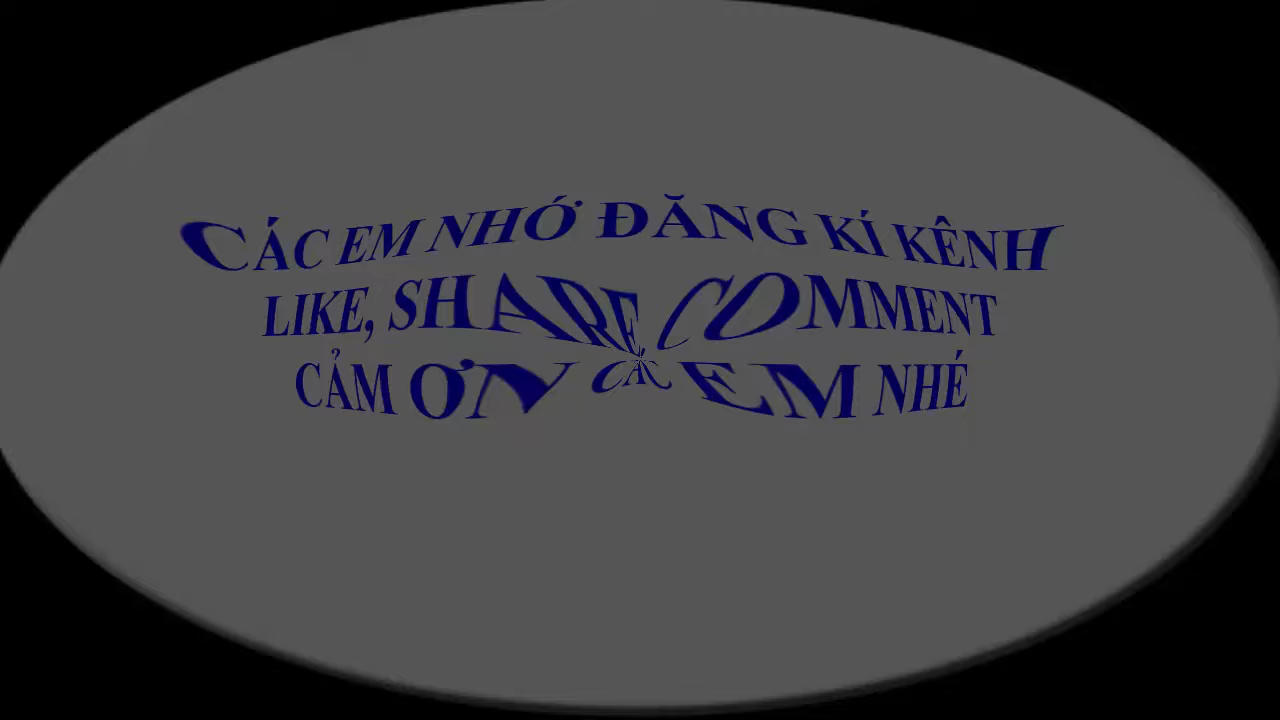 CÁC EM NHỚ ĐĂNG KÍ KÊNH
LIKE, SHARE, COMMENT
CẢM ƠN CÁC EM NHÉ